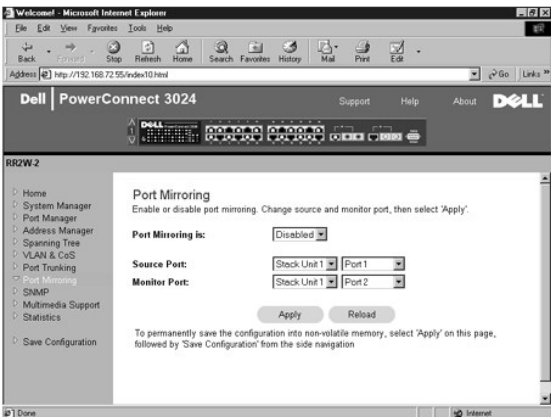 Welcome! - Microsoft Internet Explorer
File Edit View Favorites Tools Help
Back Forward Stop Refresh Home Search Favorites History Mail Print Edit
Address http://192.168.72.55/index10.html Go Links »
Dell PowerConnect 3024 Support Help About DELL
DELL
1
RR2W-2
Home
System Manager
Port Manager
Address Manager
Spanning Tree
VLAN & CoS
Port Trunking
Port Mirroring
SNMP
Multimedia Support
Statistics
Save Configuration
Port Mirroring
Enable or disable port mirroring. Change source and monitor port, then select 'Apply'.
Port Mirroring is: Disabled
Source Port: Stack Unit 1 Port 1
Monitor Port: Stack Unit 1 Port 2
Apply Reload
To permanently save the configuration into non-volatile memory, select 'Apply' on this page,
followed by 'Save Configuration' from the side navigation
Done Internet